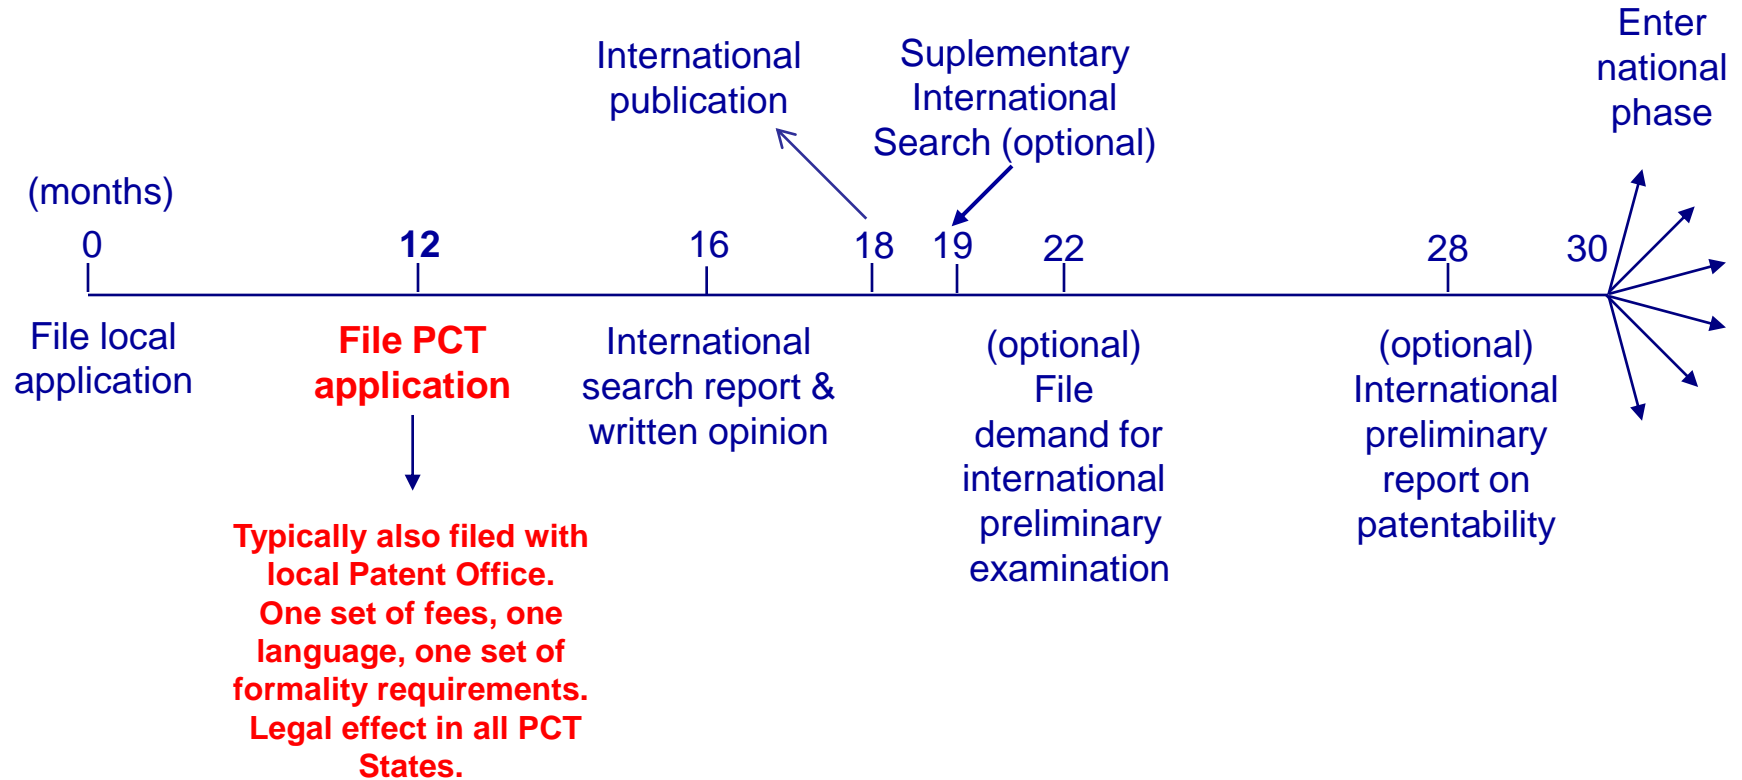 International
publication
Suplementary
International
Search (optional)
Enter
national
phase
(months)
0
12
16
18
19
22
28
30
File local
application
File PCT
application
International
search report &
written opinion
(optional)
File
demand for
international
preliminary
examination
(optional)
International
preliminary
report on
patentability
Typically also filed with
local Patent Office.
One set of fees, one
language, one set of
formality requirements.
Legal effect in all PCT
States.